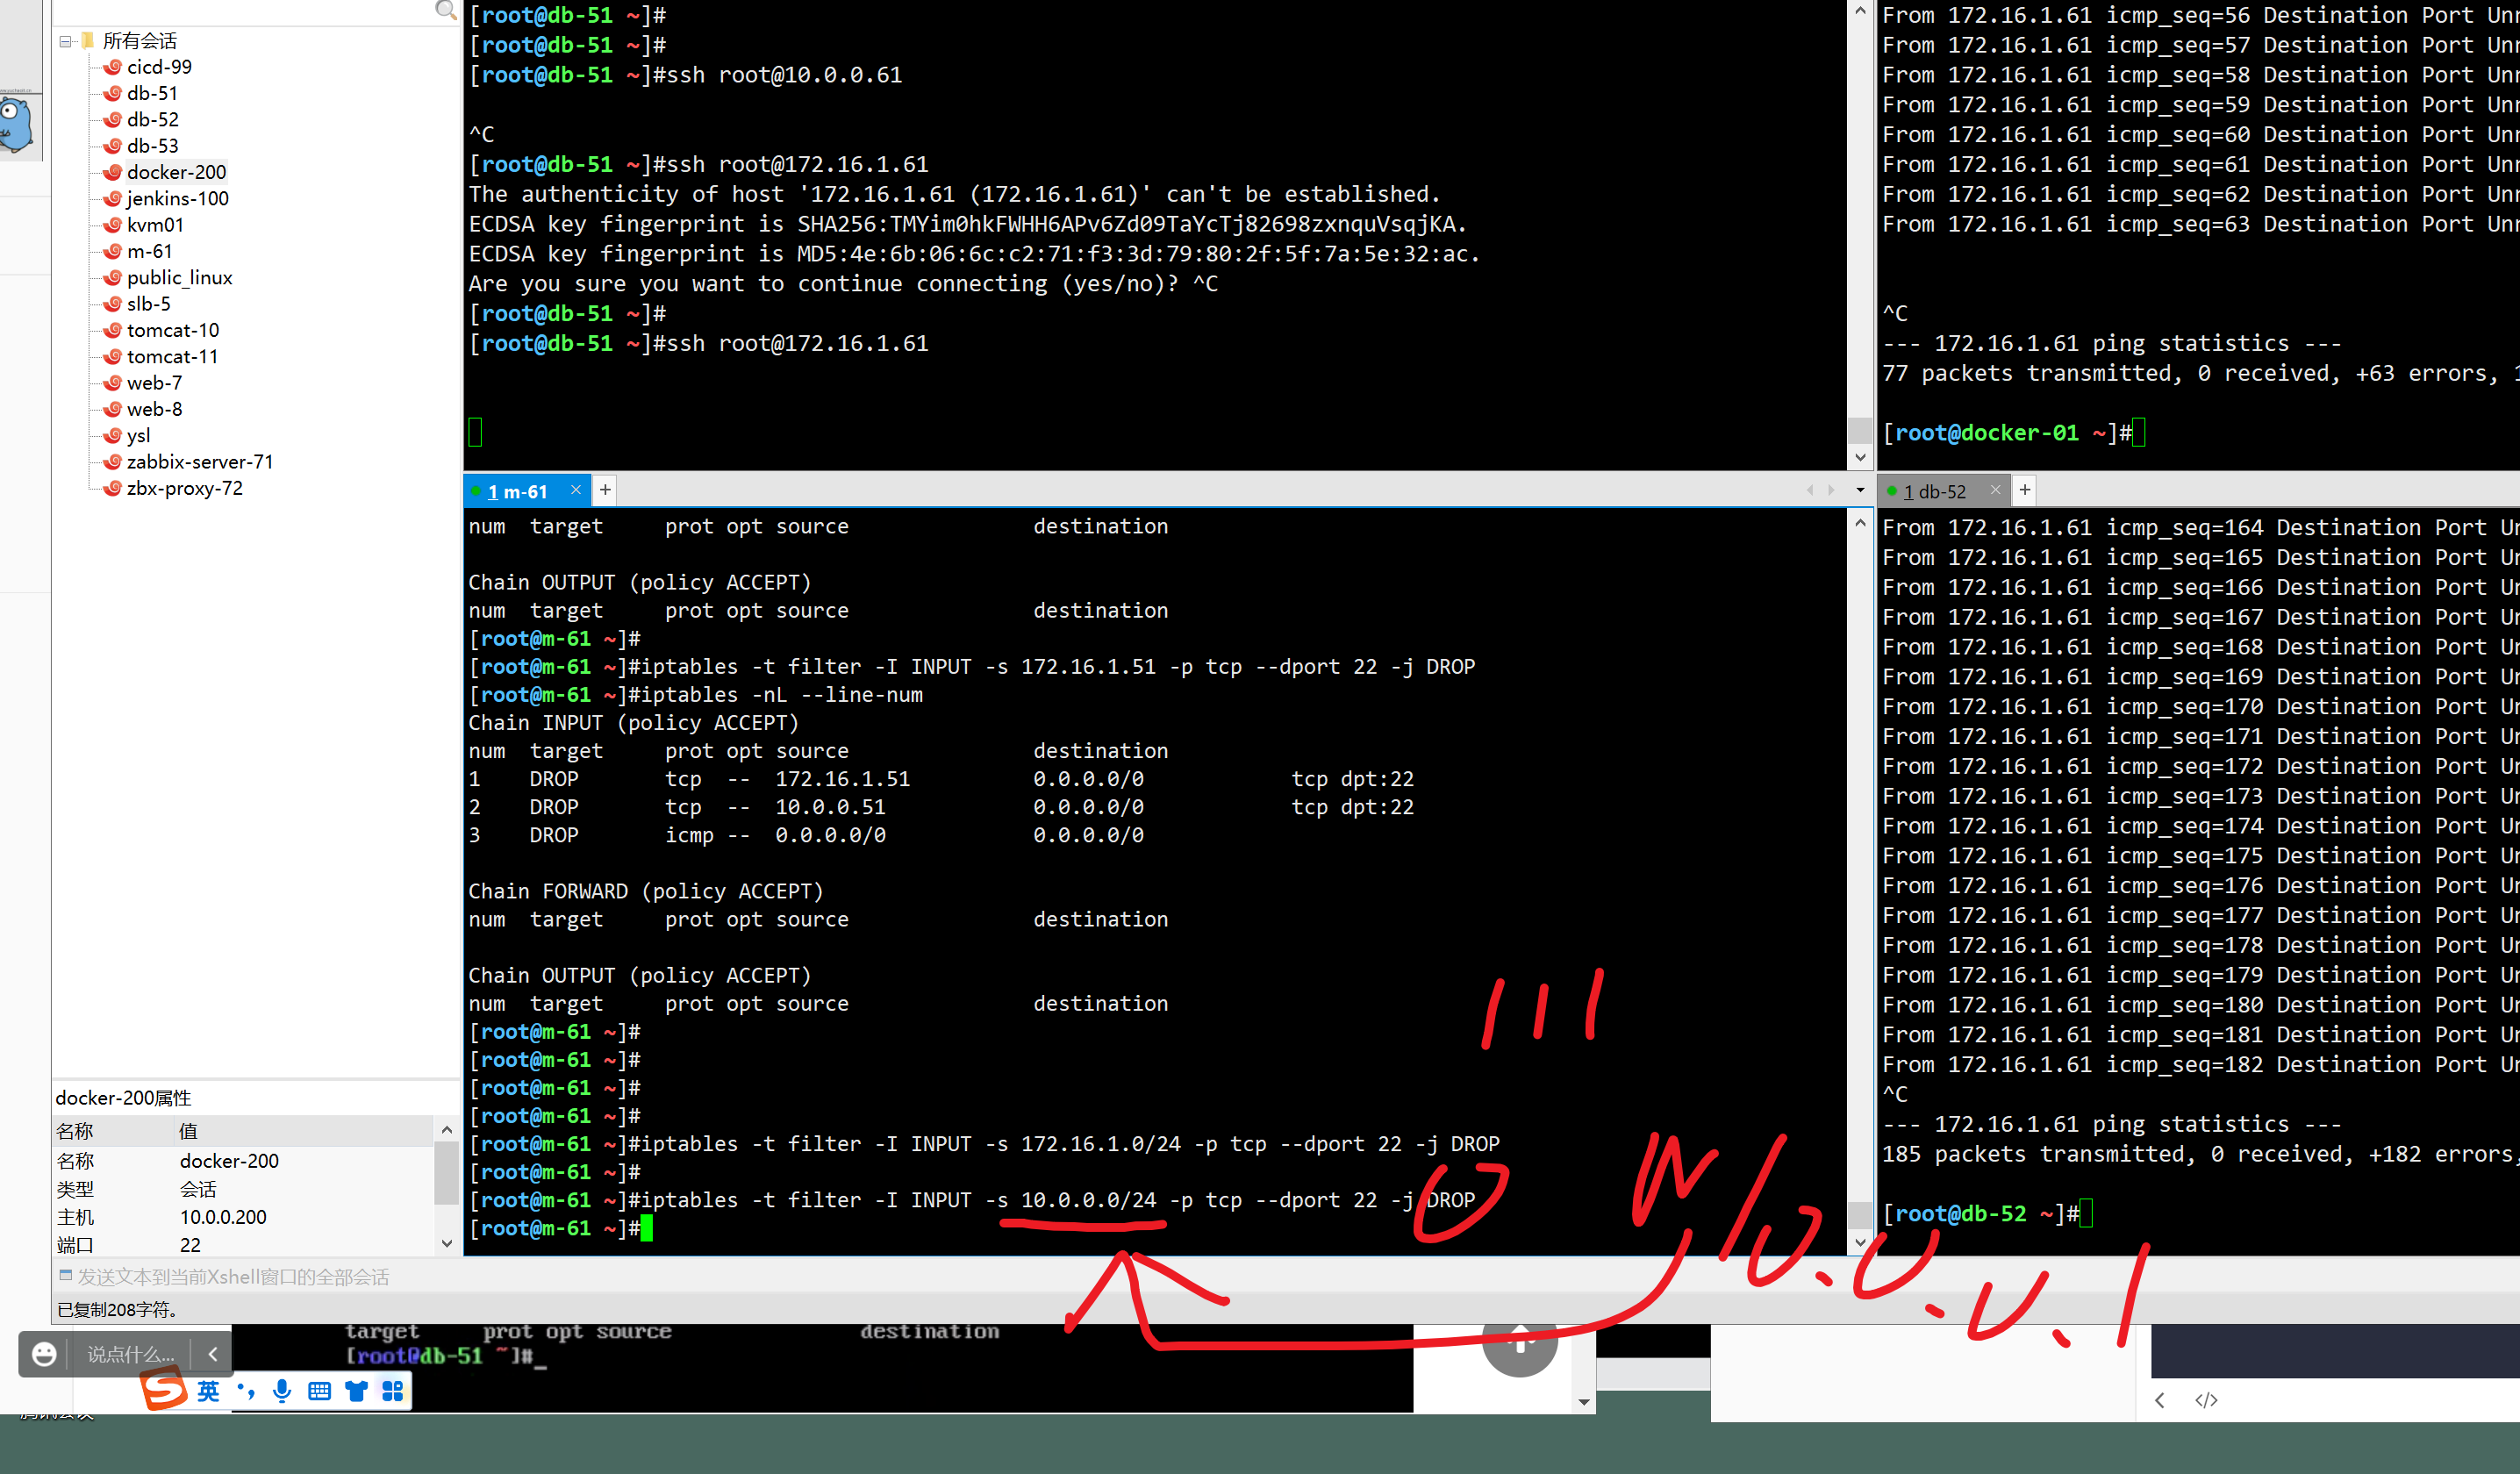 所有会话
cicd-99
db-51
db-52
db-53
docker-200
jenkins-100
kvm01
m-61
public_linux
slb-5
tomcat-10
tomcat-11
web-7
web-8
ysl
zabbix-server-71
zbx-proxy-72
docker-200属性
名称 值
名称 docker-200
类型 会话
主机 10.0.0.200
端口 22
[root@db-51 ~]#
[root@db-51 ~]#
[root@db-51 ~]#ssh root@10.0.0.61
^C
[root@db-51 ~]#ssh root@172.16.1.61
The authenticity of host '172.16.1.61 (172.16.1.61)' can't be established.
ECDSA key fingerprint is SHA256:TMYim0hkFWHH6APv6Zd09TaYcTj82698zxnquVsqjKA.
ECDSA key fingerprint is MD5:4e:6b:06:6c:c2:71:f3:3d:79:80:2f:5f:7a:5e:32:ac.
Are you sure you want to continue connecting (yes/no)? ^C
[root@db-51 ~]#
[root@db-51 ~]#ssh root@172.16.1.61
From 172.16.1.61 icmp_seq=56 Destination Port
From 172.16.1.61 icmp_seq=57 Destination Port
From 172.16.1.61 icmp_seq=58 Destination Port
From 172.16.1.61 icmp_seq=59 Destination Port
From 172.16.1.61 icmp_seq=60 Destination Port
From 172.16.1.61 icmp_seq=61 Destination Port
From 172.16.1.61 icmp_seq=62 Destination Port
From 172.16.1.61 icmp_seq=63 Destination Port
^C
--- 172.16.1.61 ping statistics ---
77 packets transmitted, 0 received, +63 errors,
[root@docker-01 ~]#
1 m-61 × +
num target prot opt source destination
Chain OUTPUT (policy ACCEPT)
num target prot opt source destination
[root@m-61 ~]#
[root@m-61 ~]#iptables -t filter -I INPUT -s 172.16.1.51 -p tcp --dport 22 -j DROP
[root@m-61 ~]#iptables -nL --line-num
Chain INPUT (policy ACCEPT)
num target prot opt source destination
1 DROP tcp -- 172.16.1.51 0.0.0.0/0 tcp dpt:22
2 DROP tcp -- 10.0.0.51 0.0.0.0/0 tcp dpt:22
3 DROP icmp -- 0.0.0.0/0 0.0.0.0/0
Chain FORWARD (policy ACCEPT)
num target prot opt source destination
Chain OUTPUT (policy ACCEPT)
num target prot opt source destination
[root@m-61 ~]#
[root@m-61 ~]#
[root@m-61 ~]#
[root@m-61 ~]#
[root@m-61 ~]#iptables -t filter -I INPUT -s 172.16.1.0/24 -p tcp --dport 22 -j DROP
[root@m-61 ~]#
[root@m-61 ~]#iptables -t filter -I INPUT -s 10.0.0.0/24 -p tcp --dport 22 -j DROP
[root@m-61 ~]#
1 db-52 × +
From 172.16.1.61 icmp_seq=164 Destination Port
From 172.16.1.61 icmp_seq=165 Destination Port
From 172.16.1.61 icmp_seq=166 Destination Port
From 172.16.1.61 icmp_seq=167 Destination Port
From 172.16.1.61 icmp_seq=168 Destination Port
From 172.16.1.61 icmp_seq=169 Destination Port
From 172.16.1.61 icmp_seq=170 Destination Port
From 172.16.1.61 icmp_seq=171 Destination Port
From 172.16.1.61 icmp_seq=172 Destination Port
From 172.16.1.61 icmp_seq=173 Destination Port
From 172.16.1.61 icmp_seq=174 Destination Port
From 172.16.1.61 icmp_seq=175 Destination Port
From 172.16.1.61 icmp_seq=176 Destination Port
From 172.16.1.61 icmp_seq=177 Destination Port
From 172.16.1.61 icmp_seq=178 Destination Port
From 172.16.1.61 icmp_seq=179 Destination Port
From 172.16.1.61 icmp_seq=180 Destination Port
From 172.16.1.61 icmp_seq=181 Destination Port
From 172.16.1.61 icmp_seq=182 Destination Port
^C
--- 172.16.1.61 ping statistics ---
185 packets transmitted, 0 received, +182 errors,
[root@db-52 ~]#
10.0.0.1
发送文本到当前Xshell窗口的全部会话
已复制208字符。
target prot opt source destination
[root@db-51 ~]#_
说点什么...
英